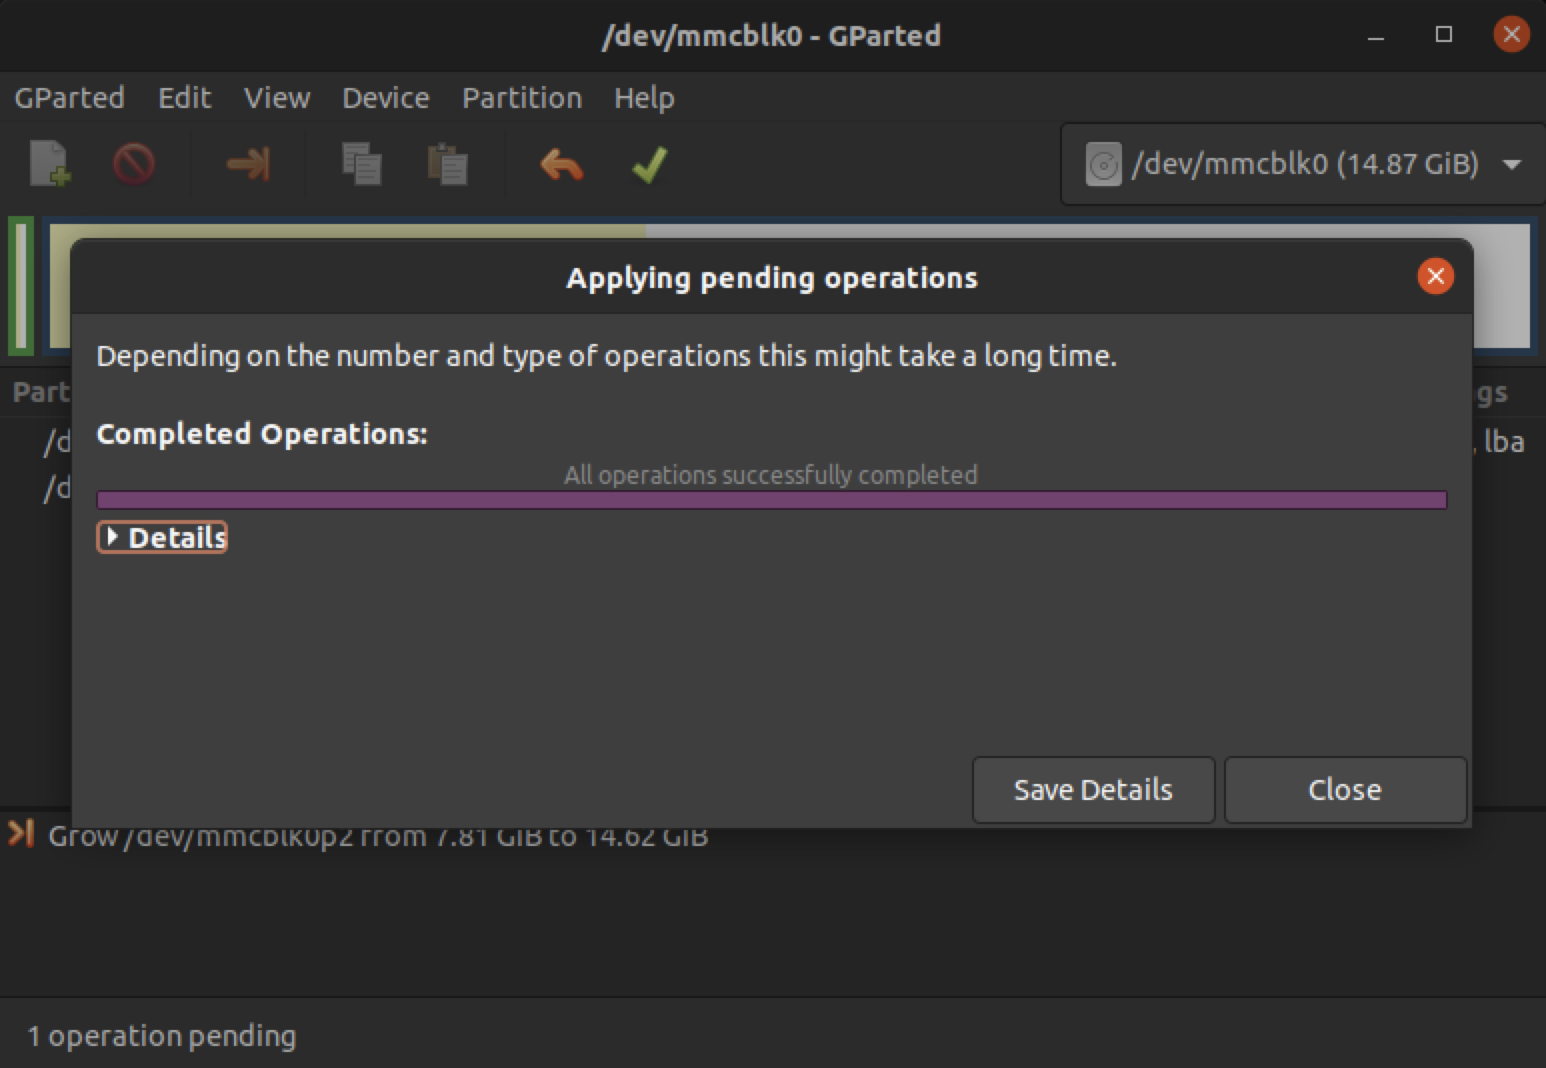 /dev/mmcblk0 - GParted
GParted Edit View Device Partition Help
/dev/mmcblk0 (14.87 GiB)
Applying pending operations
Depending on the number and type of operations this might take a long time.
Part
gs
Completed Operations:
/d
, lba
All operations successfully completed
/d
Details
Save Details
Close
Grow /dev/mmcblk0p2 from 7.81 GiB to 14.62 GiB
1 operation pending